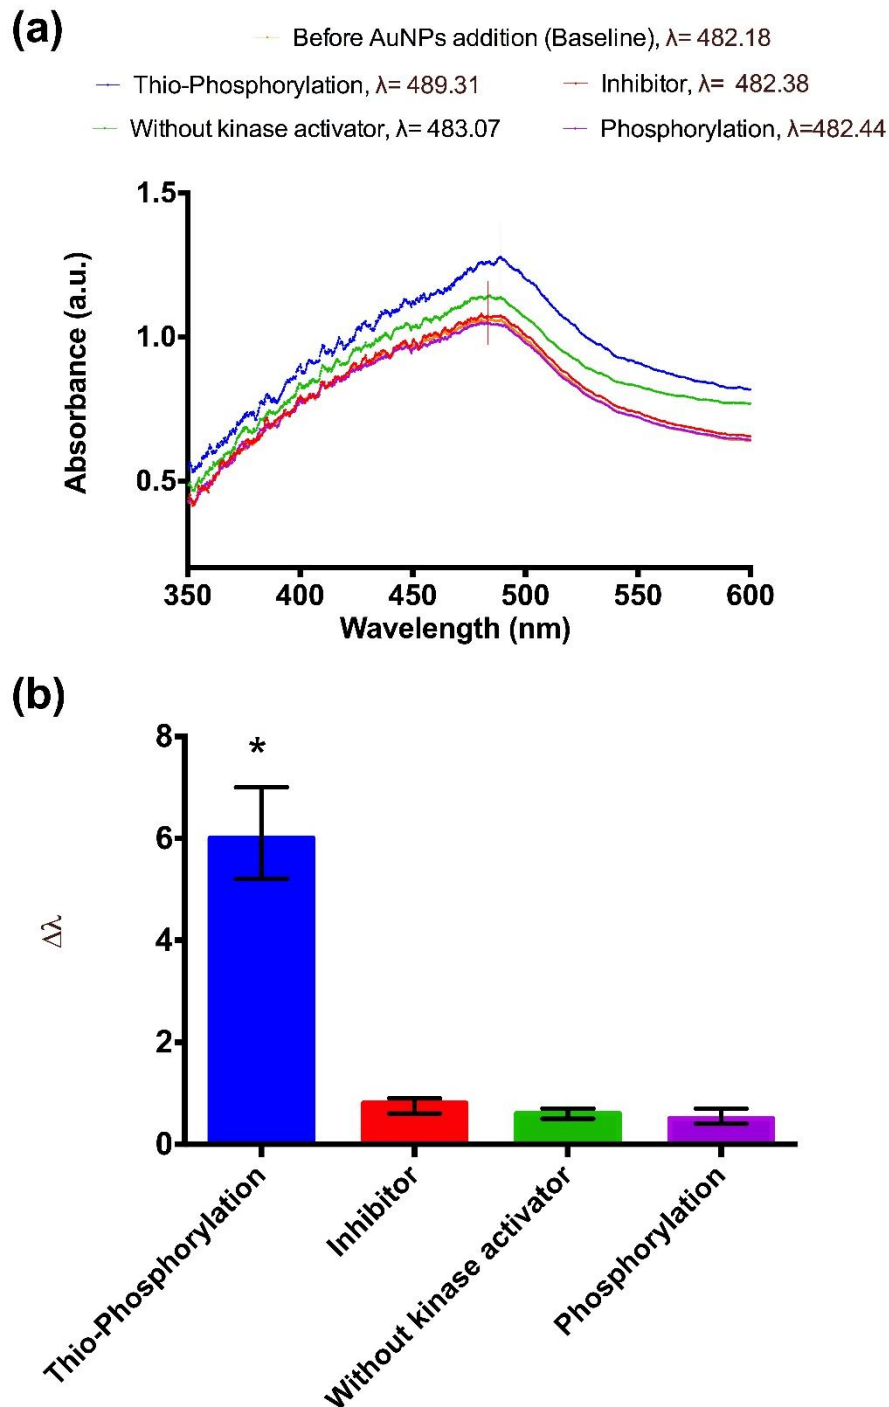 (a)
Before AuNPs addition (Baseline), λ= 482.18
Thio-Phosphorylation, λ= 489.31
Inhibitor, λ= 482.38
Without kinase activator, λ= 483.07
Phosphorylation, λ=482.44
1.5
1.0
0.5
Absorbance (a.u.)
350 400 450 500 550 600
Wavelength (nm)
(b)
8
6
4
2
0
Δλ
*
Thio-Phosphorylation
Inhibitor
Without kinase activator
Phosphorylation